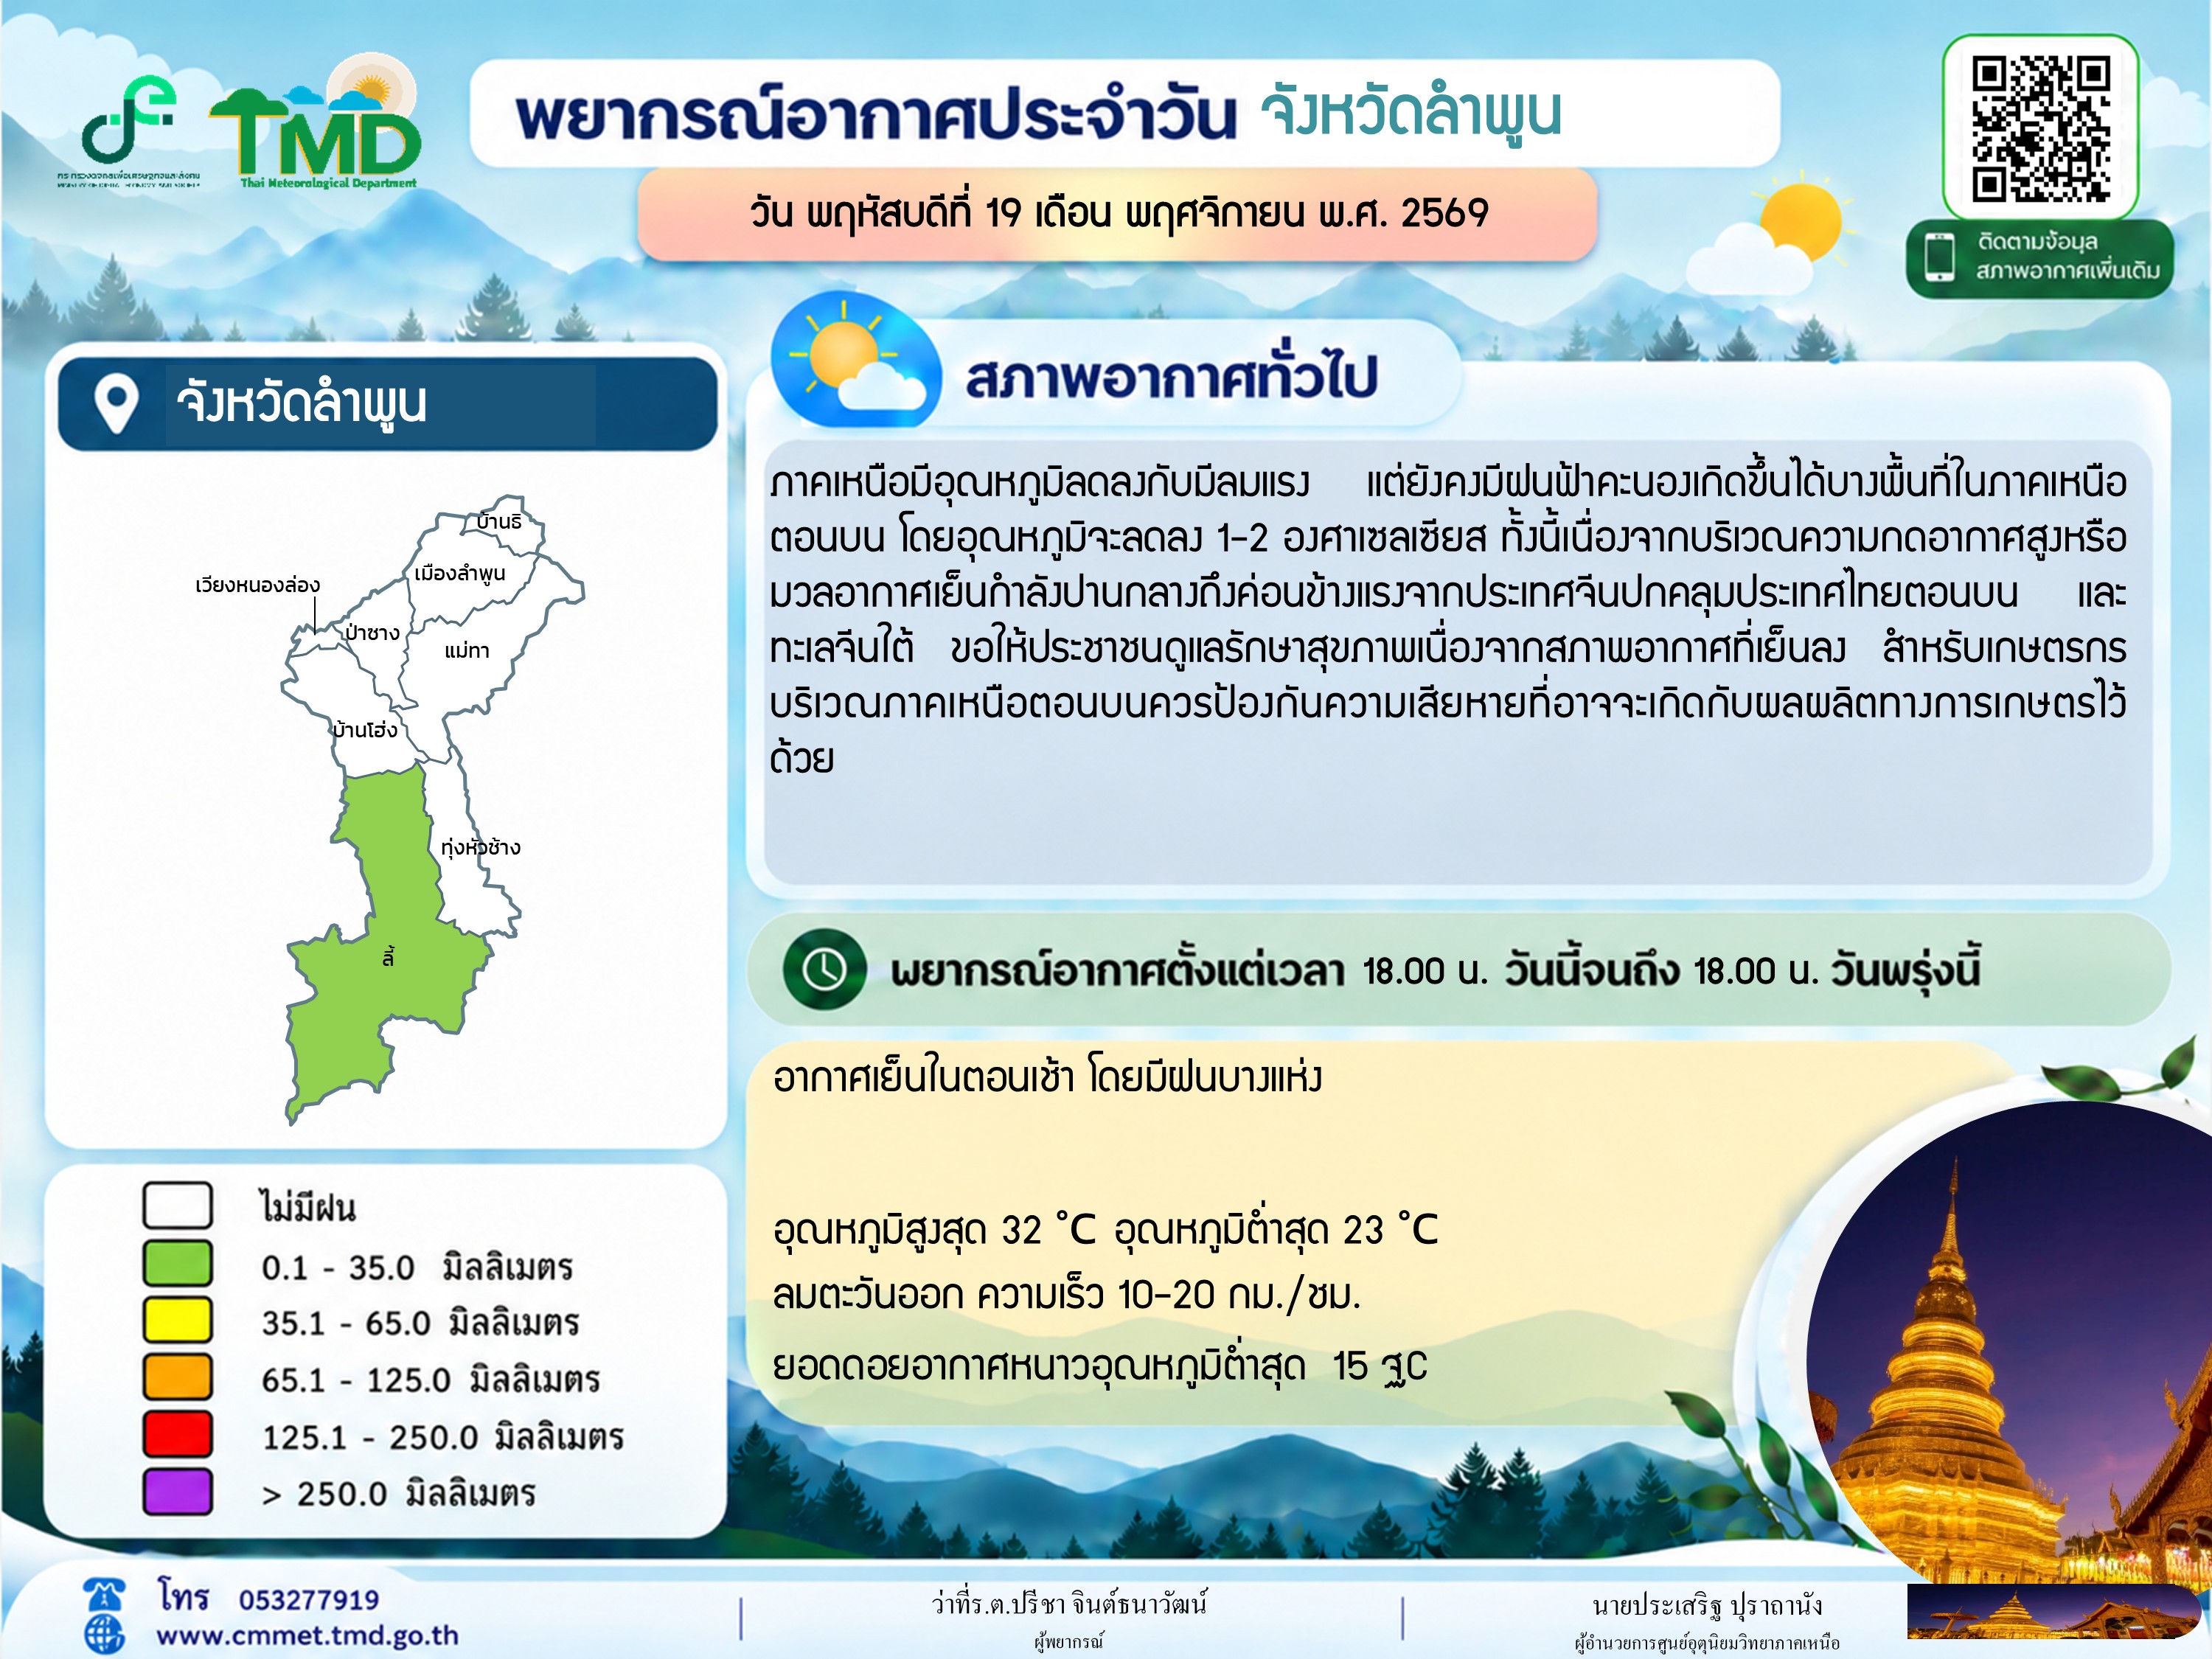 TMD
Thai Meteorological Department
พยากรณ์อากาศประจำวัน จังหวัดลำพูน
วัน พฤหัสบดีที่ 19 เดือน พฤศจิกายน พ.ศ. 2569
ติดตามข้อมูล
สภาพอากาศเพิ่มเติม
จังหวัดลำพูน
บ้านธิ
เมืองลำพูน
เวียงหนองล่อง
ป่าซาง
แม่ทา
บ้านโฮ่ง
ทุ่งหัวช้าง
ลี้
ไม่มีฝน
0.1 - 35.0 มิลลิเมตร
35.1 - 65.0 มิลลิเมตร
65.1 - 125.0 มิลลิเมตร
125.1 - 250.0 มิลลิเมตร
> 250.0 มิลลิเมตร
สภาพอากาศทั่วไป
ภาคเหนือมีอุณหภูมิลดลงกับมีลมแรง แต่ยังคงมีฝนฟ้าคะนองเกิดขึ้นได้บางพื้นที่ในภาคเหนือ
ตอนบน โดยอุณหภูมิจะลดลง 1-2 องศาเซลเซียส ทั้งนี้เนื่องจากบริเวณความกดอากาศสูงหรือ
มวลอากาศเย็นกำลังปานกลางถึงค่อนข้างแรงจากประเทศจีนปกคลุมประเทศไทยตอนบน และ
ทะเลจีนใต้ ขอให้ประชาชนดูแลรักษาสุขภาพเนื่องจากสภาพอากาศที่เย็นลง สำหรับเกษตรกร
บริเวณภาคเหนือตอนบนควรป้องกันความเสียหายที่อาจจะเกิดกับผลผลิตทางการเกษตรไว้
ด้วย
พยากรณ์อากาศตั้งแต่เวลา 18.00 น. วันนี้จนถึง 18.00 น. วันพรุ่งนี้
อากาศเย็นในตอนเช้า โดยมีฝนบางแห่ง
อุณหภูมิสูงสุด 32 °C อุณหภูมิต่ำสุด 23 °C
ลมตะวันออก ความเร็ว 10-20 กม./ชม.
ยอดดอยอากาศหนาวอุณหภูมิต่ำสุด 15 ฐC
โทร 053277919
www.cmmet.tmd.go.th
ว่าที่ร.ต.ปรีชา จินต์ธนาวัฒน์
ผู้พยากรณ์
นายประเสริฐ ปุราถานัง
ผู้อำนวยการศูนย์อุตุนิยมวิทยาภาคเหนือ